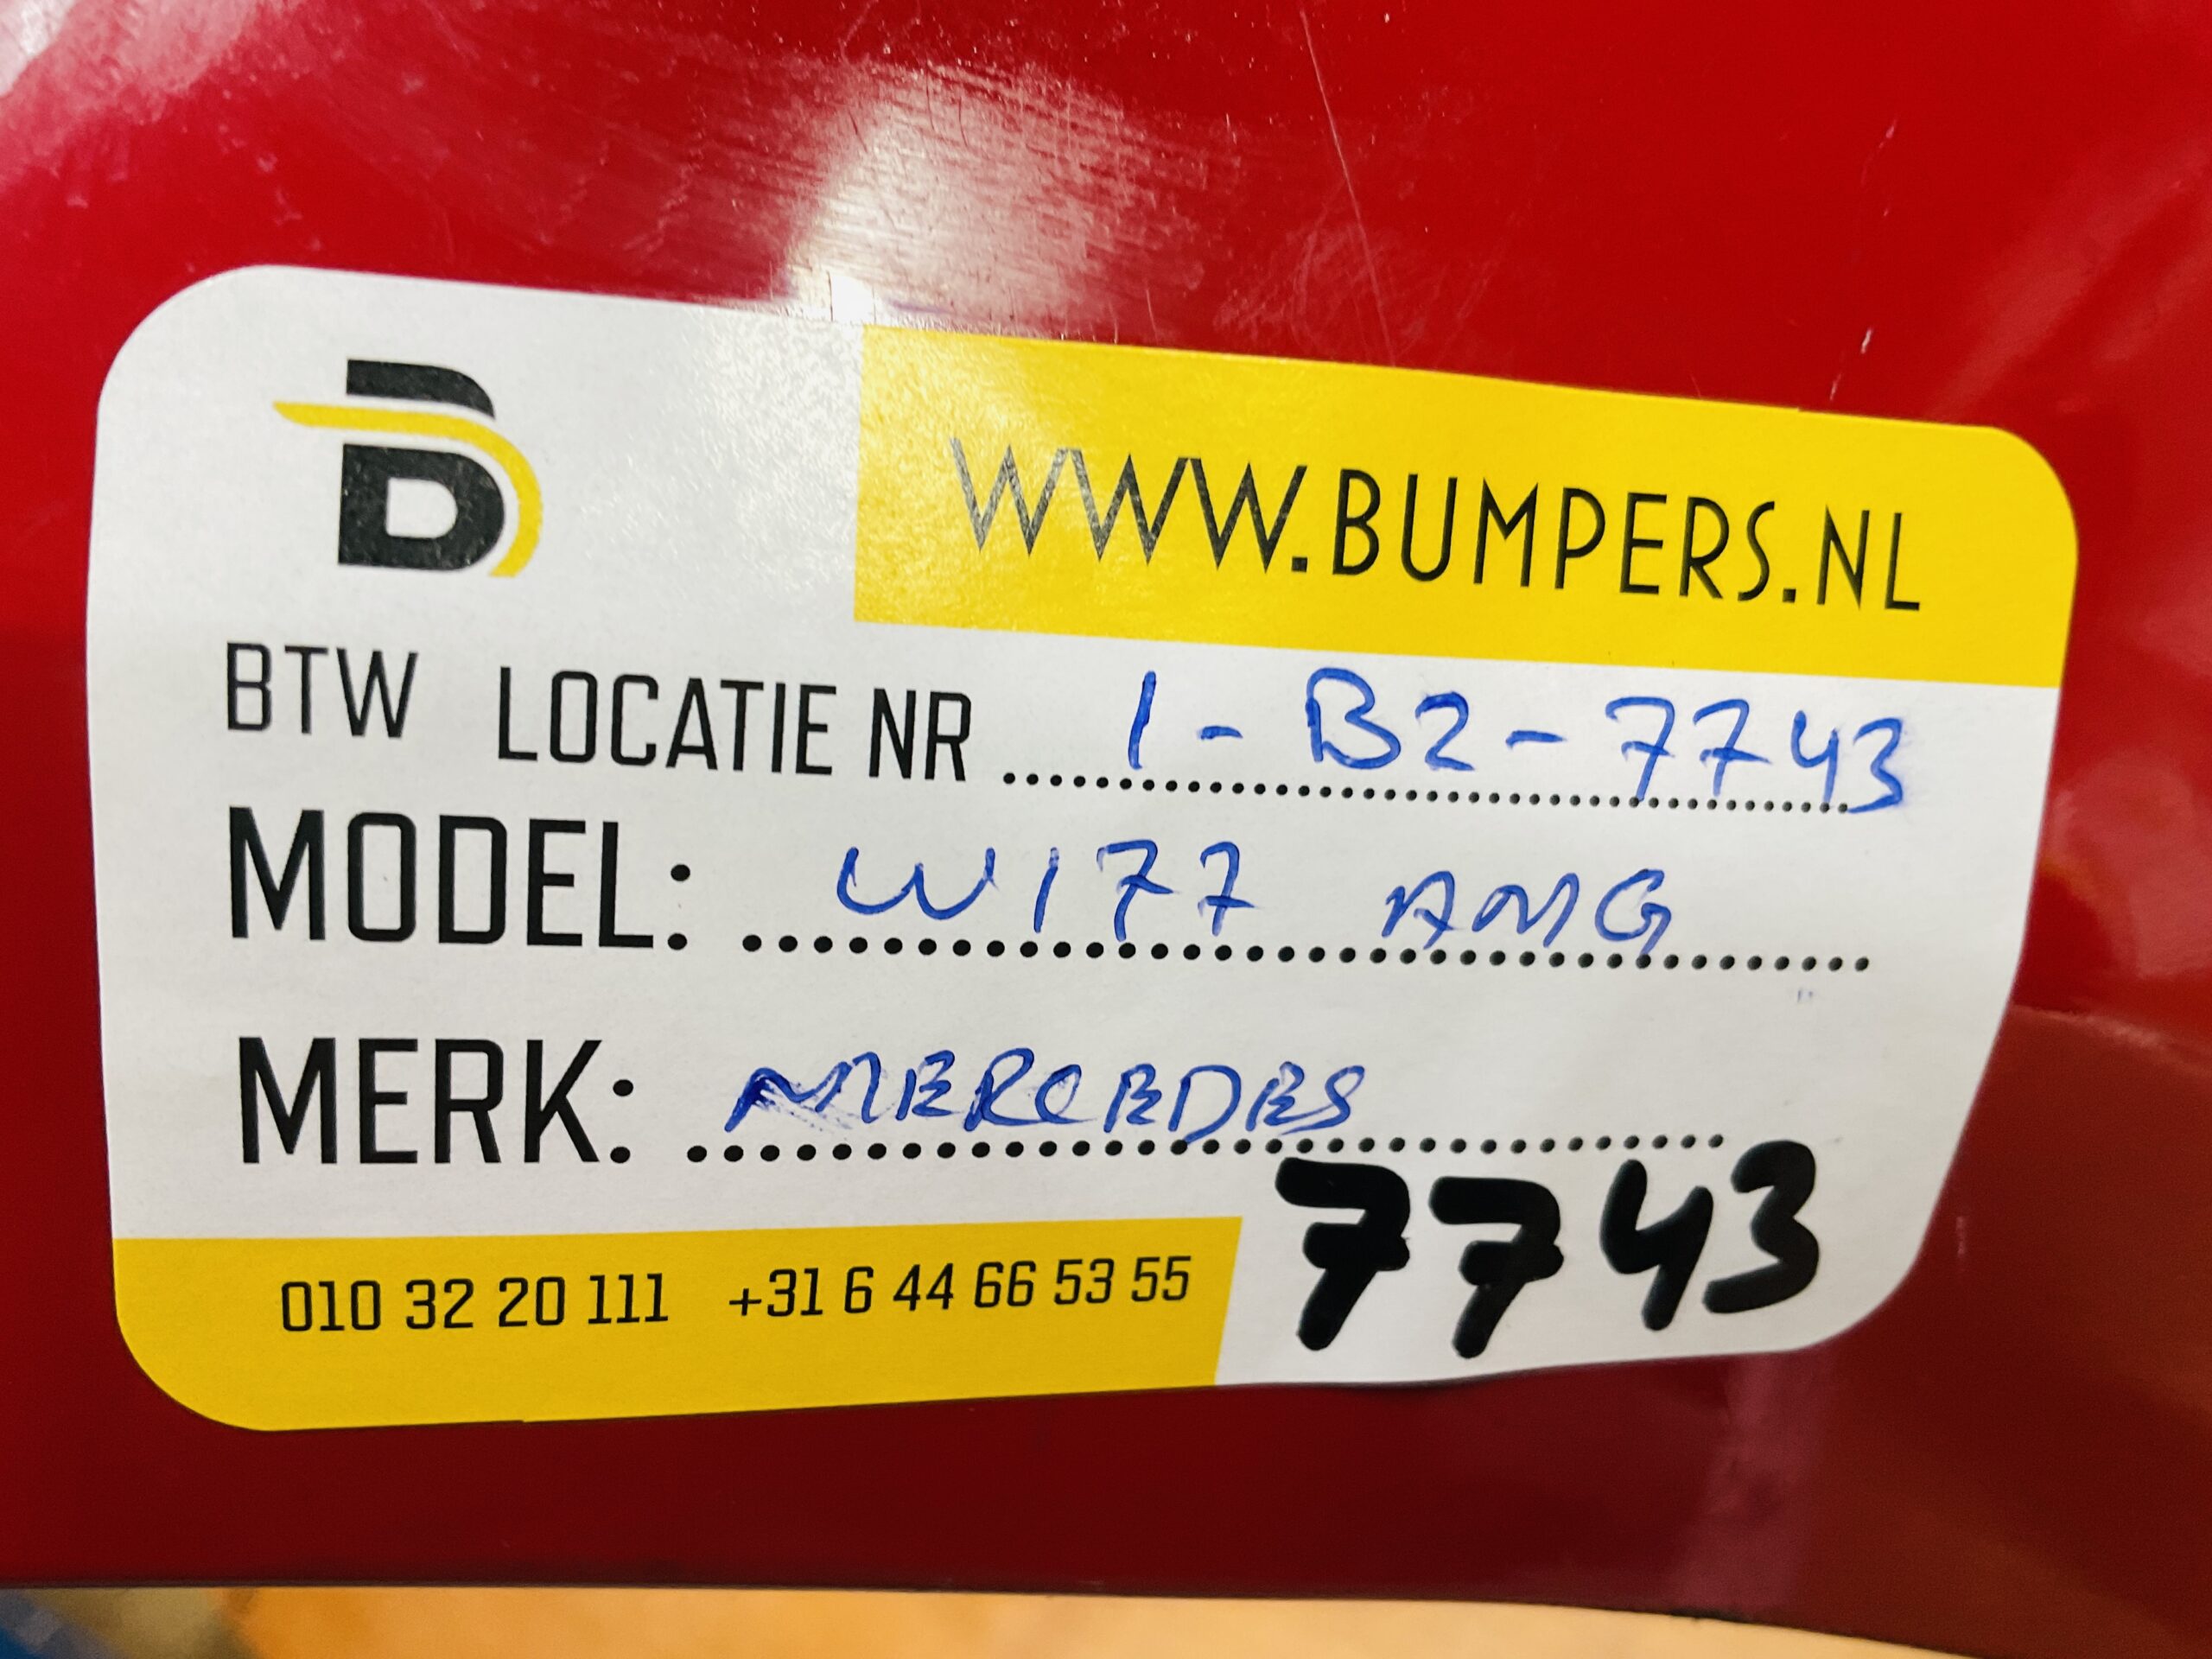 B
WWW.BUMPERS.NL
BTW LOCATIE NR 1-B2-7743
MODEL: W177 AMG
MERK: MERCEDES
7743
010 32 20 111 +31 6 44 66 53 55